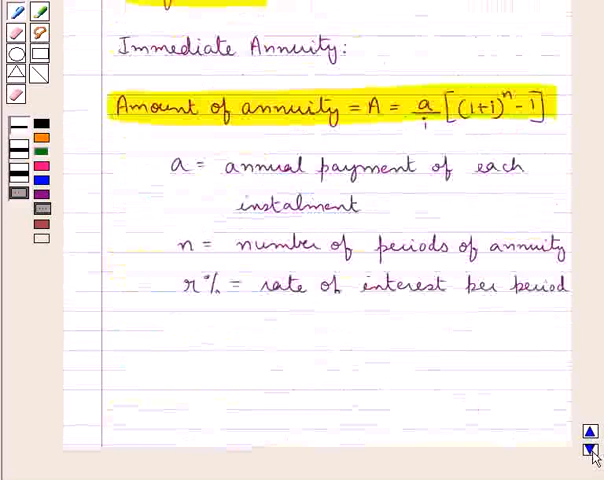 Immediate Annuity:
Amount of annuity = A = a/i [(1+i)^n - 1]
a = annual payment of each
instalment
n = number of periods of annuity
r% = rate of interest per period